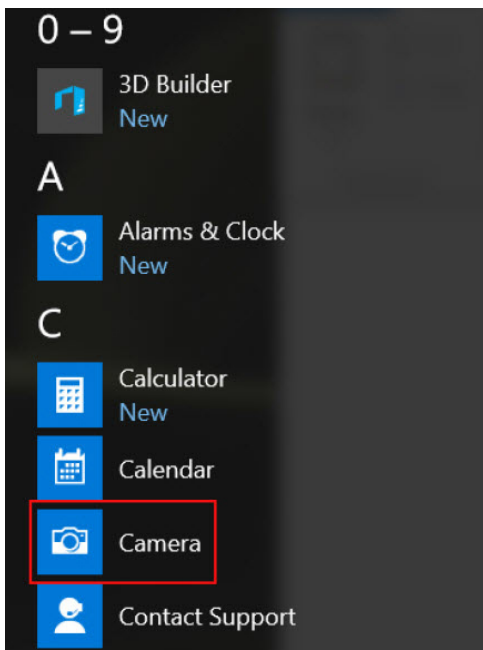 0 – 9
3D Builder
New
A
Alarms & Clock
New
C
Calculator
New
Calendar
Camera
Contact Support